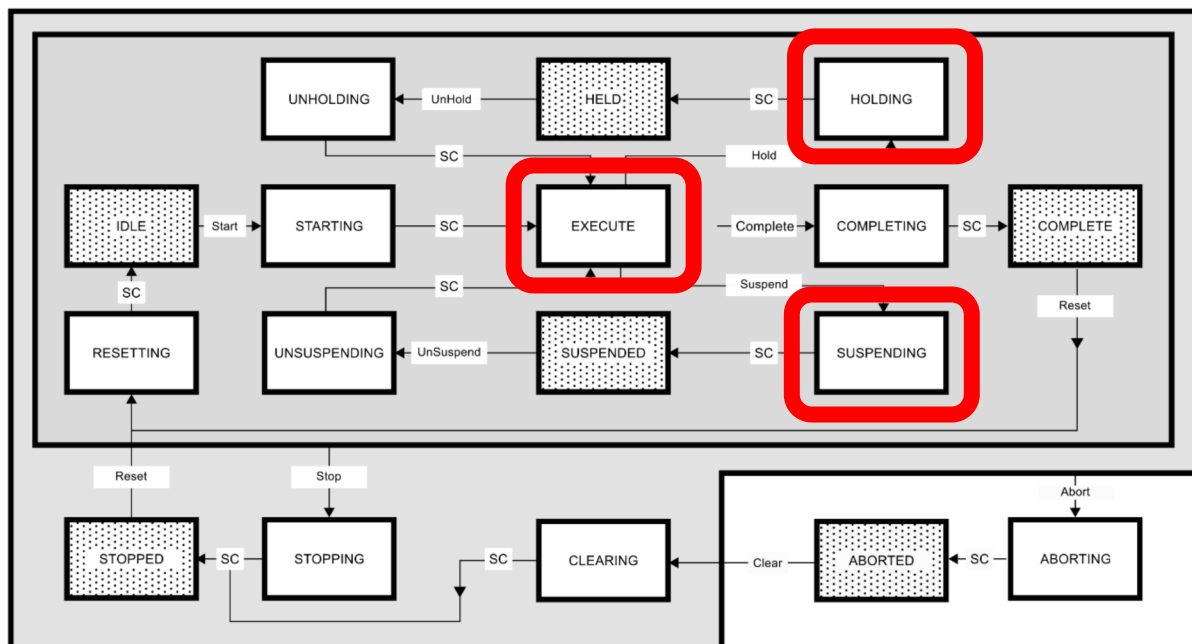 UNHOLDING
UnHold
HELD
SC
HOLDING
SC
Hold
IDLE
Start
STARTING
SC
EXECUTE
Complete
COMPLETING
SC
COMPLETE
SC
SC
Suspend
Reset
RESETTING
UNSUSPENDING
UnSuspend
SUSPENDED
SC
SUSPENDING
Reset
Stop
Abort
STOPPED
SC
STOPPING
SC
CLEARING
Clear
ABORTED
SC
ABORTING